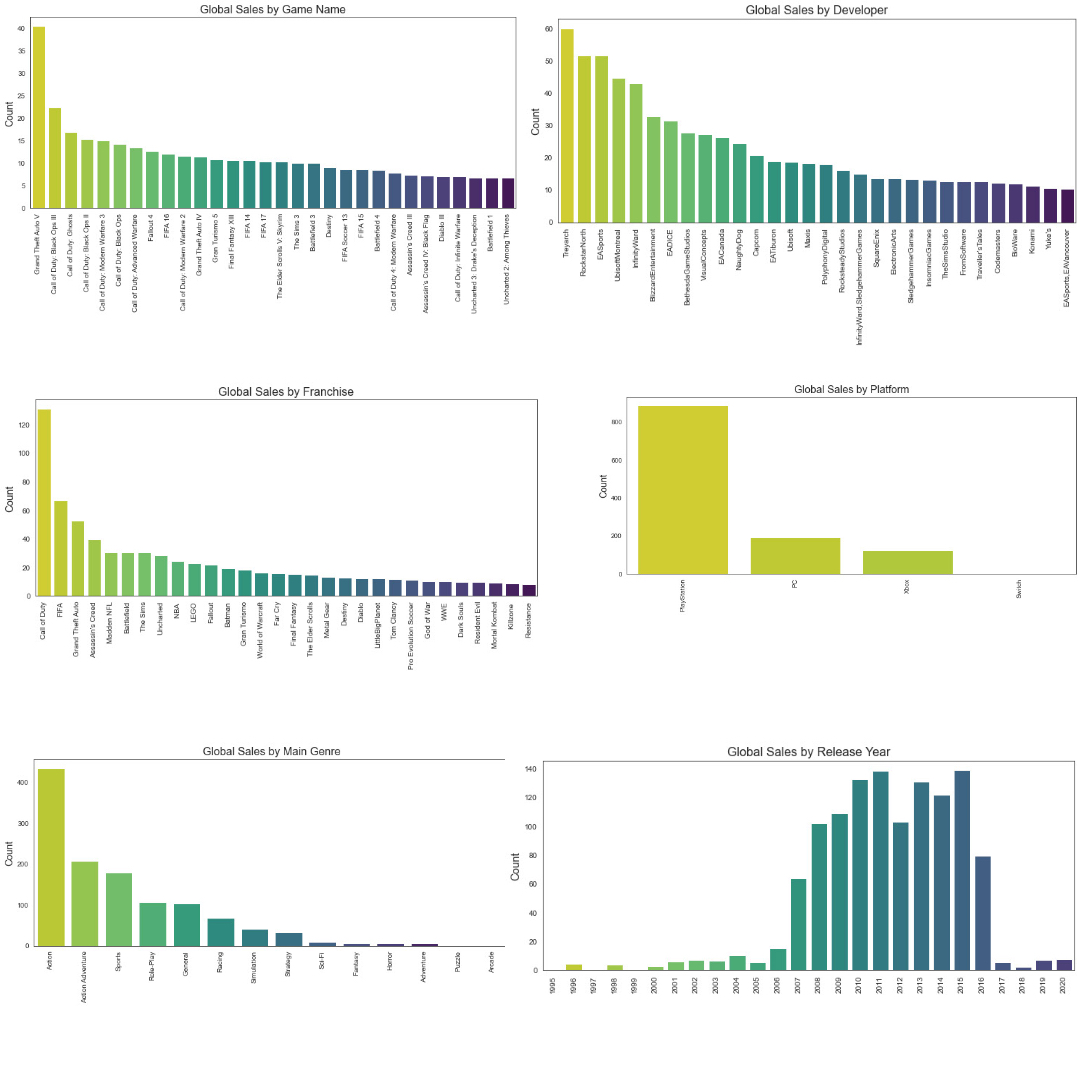 Global Sales by Game Name
Count
40
35
30
25
20
15
10
5
0
Grand Theft Auto V
Call of Duty: Black Ops III
Call of Duty: Ghosts
Call of Duty: Black Ops II
Call of Duty: Modern Warfare 3
Call of Duty: Black Ops
Call of Duty: Advanced Warfare
Fallout 4
FIFA 16
Call of Duty: Modern Warfare 2
Grand Theft Auto IV
Gran Turismo 5
Final Fantasy XIII
FIFA 14
FIFA 17
The Elder Scrolls V: Skyrim
The Sims 3
Battlefield 3
Destiny
FIFA Soccer 13
FIFA 15
Battlefield 4
Call of Duty 4: Modern Warfare
Assassin's Creed III
Assassin's Creed IV: Black Flag
Diablo III
Call of Duty: Infinite Warfare
Uncharted 3: Drake's Deception
Battlefield 1
Uncharted 2: Among Thieves
Global Sales by Developer
Count
60
50
40
30
20
10
0
Treyarch
RockstarNorth
EASports
UbisoftMontreal
InfinityWard
BlizzardEntertainment
EADICE
BethesdaGameStudios
VisualConcepts
EACanada
NaughtyDog
Capcom
EATiburon
Ubisoft
Maxis
PolyphonyDigital
RocksteadyStudios
InfinityWard,SledgehammerGames
SquareEnix
ElectronicArts
SledgehammerGames
InsomniacGames
TheSimsStudio
FromSoftware
Traveller'sTales
Codemasters
BioWare
Konami
Yuke's
EASports,EAVancouver
Global Sales by Franchise
Count
120
100
80
60
40
20
0
Call of Duty
FIFA
Grand Theft Auto
Assassin's Creed
Madden NFL
Battlefield
The Sims
Uncharted
NBA
LEGO
Fallout
Batman
Gran Turismo
World of Warcraft
Far Cry
Final Fantasy
The Elder Scrolls
Metal Gear
Destiny
Diablo
LittleBigPlanet
Tom Clancy
Pro Evolution Soccer
God of War
WWE
Dark Souls
Resident Evil
Mortal Kombat
Killzone
Resistance
Global Sales by Platform
Count
800
600
400
200
0
PlayStation
PC
Xbox
Switch
Global Sales by Main Genre
Count
400
300
200
100
0
Action
Action Adventure
Sports
Role-Play
General
Racing
Simulation
Strategy
Sci-Fi
Fantasy
Horror
Adventure
Puzzle
Arcade
Global Sales by Release Year
Count
140
120
100
80
60
40
20
0
1995
1996
1997
1998
1999
2000
2001
2002
2003
2004
2005
2006
2007
2008
2009
2010
2011
2012
2013
2014
2015
2016
2017
2018
2019
2020